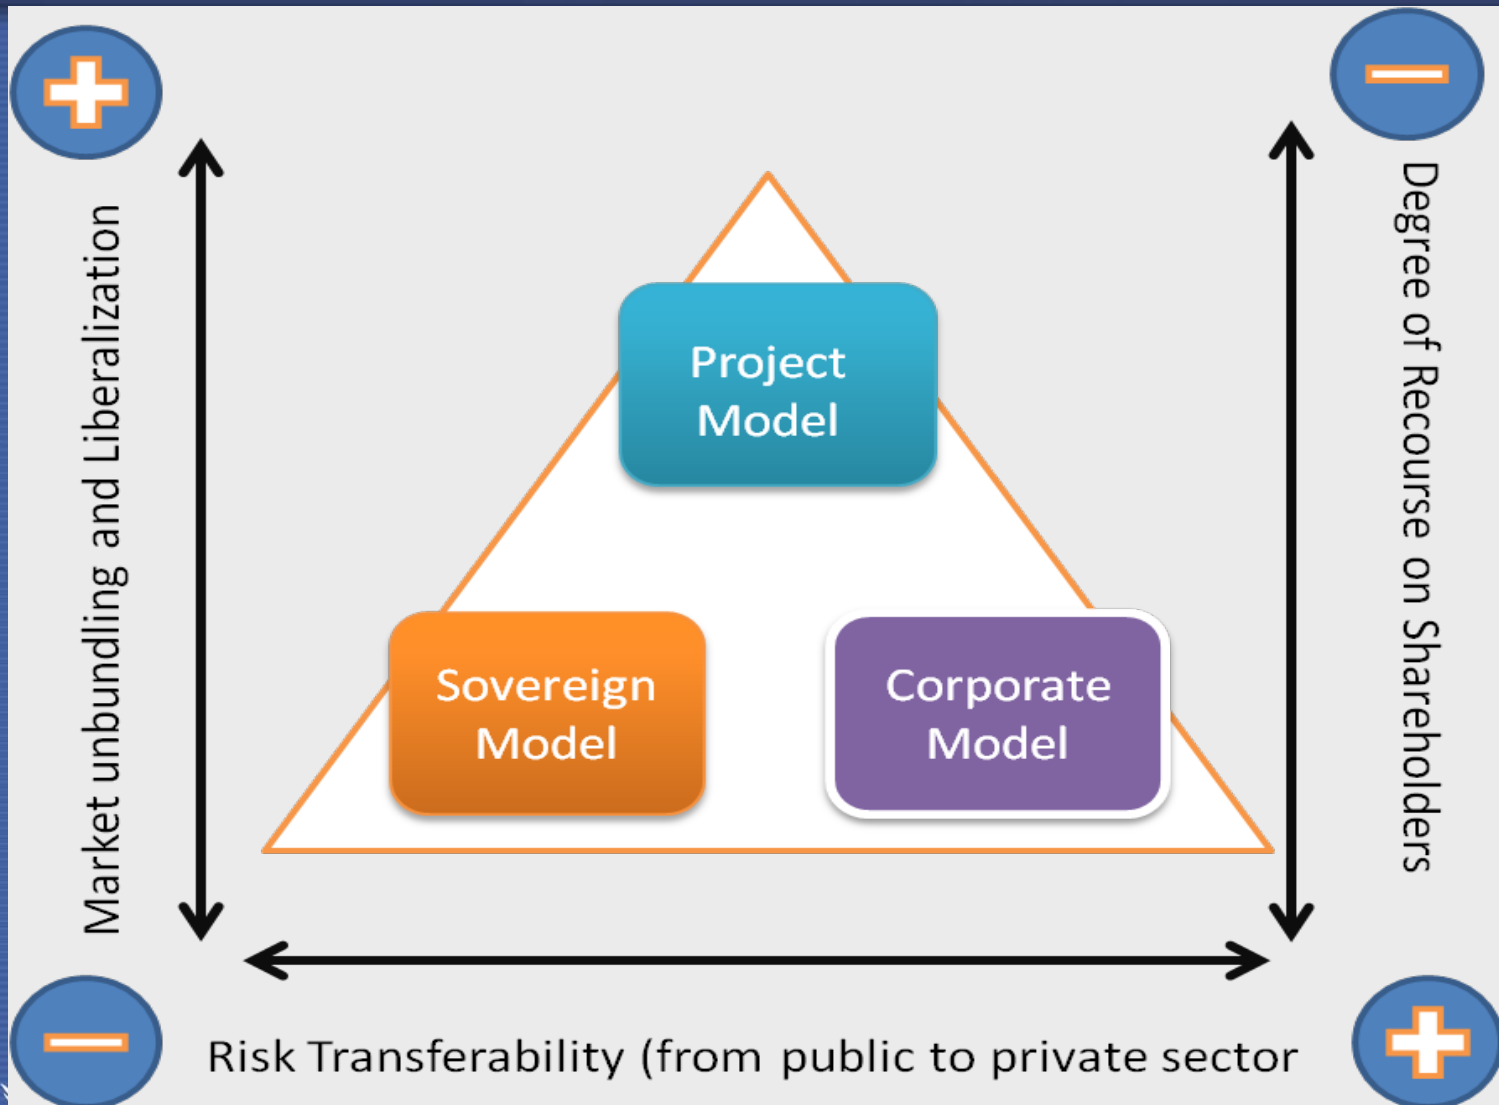 Market unbundling and Liberalization
Degree of Recourse on Shareholders
Project
Model
Sovereign
Model
Corporate
Model
Risk Transferability (from public to private sector